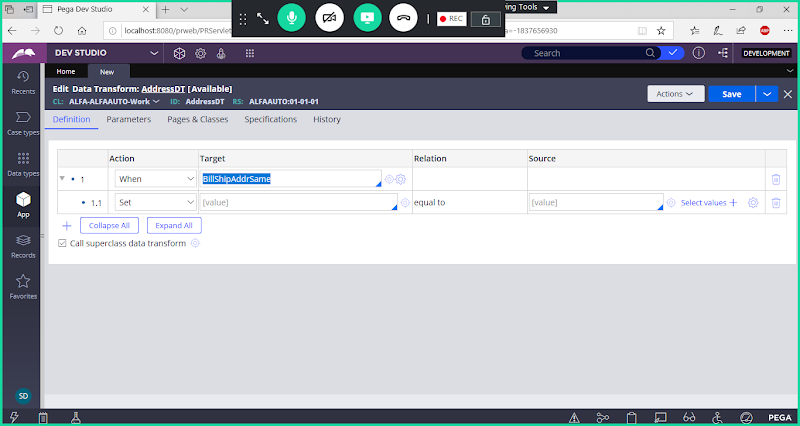 Pega Dev Studio
REC
ving Tools
localhost:8080/prweb/PRServlet
a=-1837656930
ABP
DEV STUDIO
Search
DEVELOPMENT
Home
New
Edit Data Transform: AddressDT [Available]
CL: ALFA-ALFAAUTO-Work ID: AddressDT RS: ALFAAUTO:01-01-01
Actions
Save
Recents
Case types
Data types
App
Records
Favorites
SD
Definition Parameters Pages & Classes Specifications History
Action Target Relation Source
1 When BillShipAddrSame
1.1 Set [value] equal to [value] Select values +
+ Collapse All Expand All
Call superclass data transform
PEGA